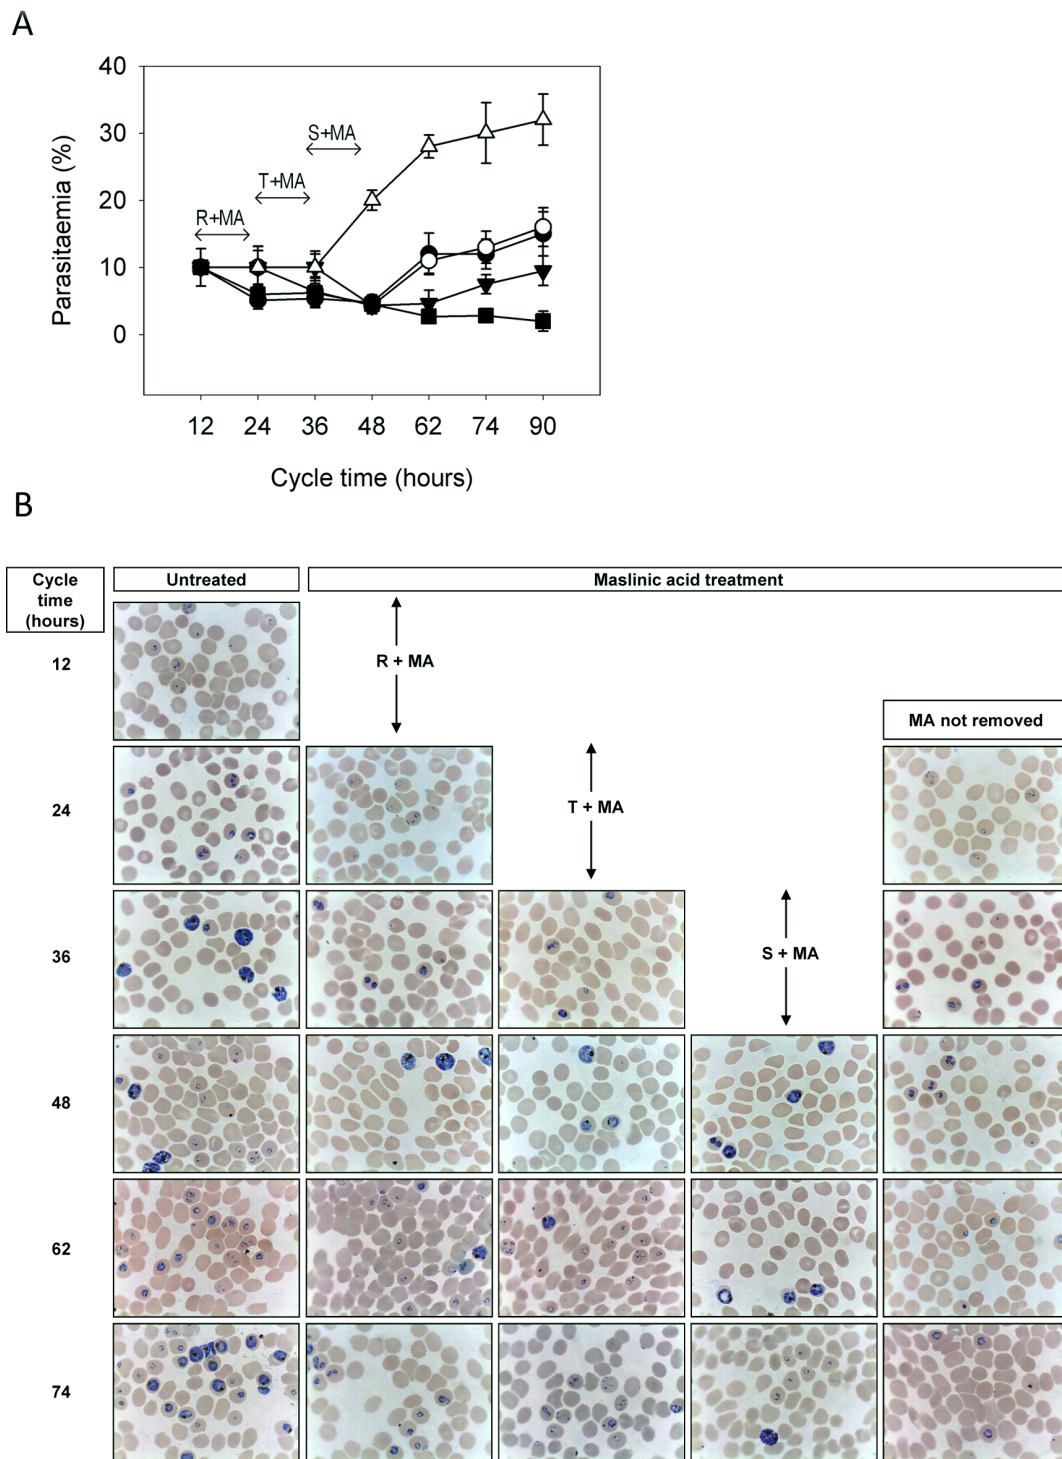 A
40
30
20
10
0
Parasitaemia (%)
R+MA
T+MA
S+MA
12 24 36 48 62 74 90
Cycle time (hours)
B
Cycle
time
(hours)
Untreated
Maslinic acid treatment
12
R + MA
MA not removed
24
T + MA
36
S + MA
48
62
74